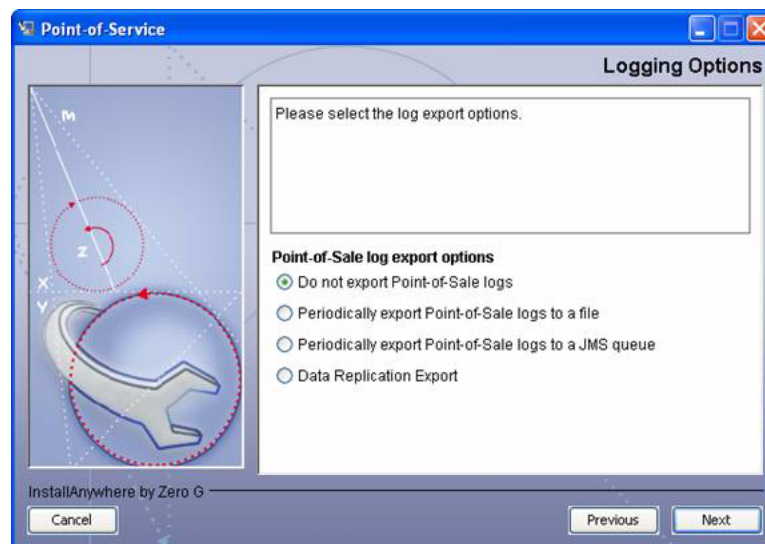 Point-of-Service
Logging Options
M
Z
X
Y
Please select the log export options.
Point-of-Sale log export options
Do not export Point-of-Sale logs
Periodically export Point-of-Sale logs to a file
Periodically export Point-of-Sale logs to a JMS queue
Data Replication Export
InstallAnywhere by Zero G
Cancel
Previous
Next